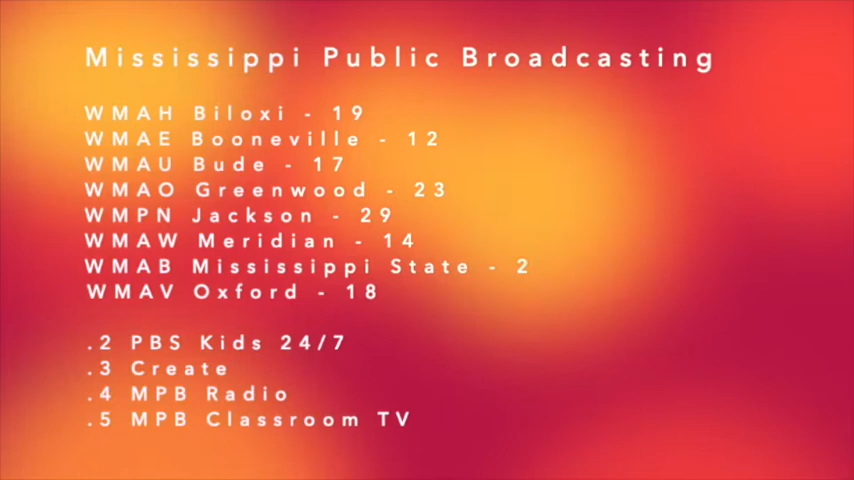 Mississippi Public Broadcasting
WMAH Biloxi - 19
WMAE Booneville - 12
WMAU Bude - 17
WMAO Greenwood - 23
WMPN Jackson - 29
WMAW Meridian - 14
WMAB Mississippi State - 2
WMAV Oxford - 18
.2 PBS Kids 24/7
.3 Create
.4 MPB Radio
.5 MPB Classroom TV